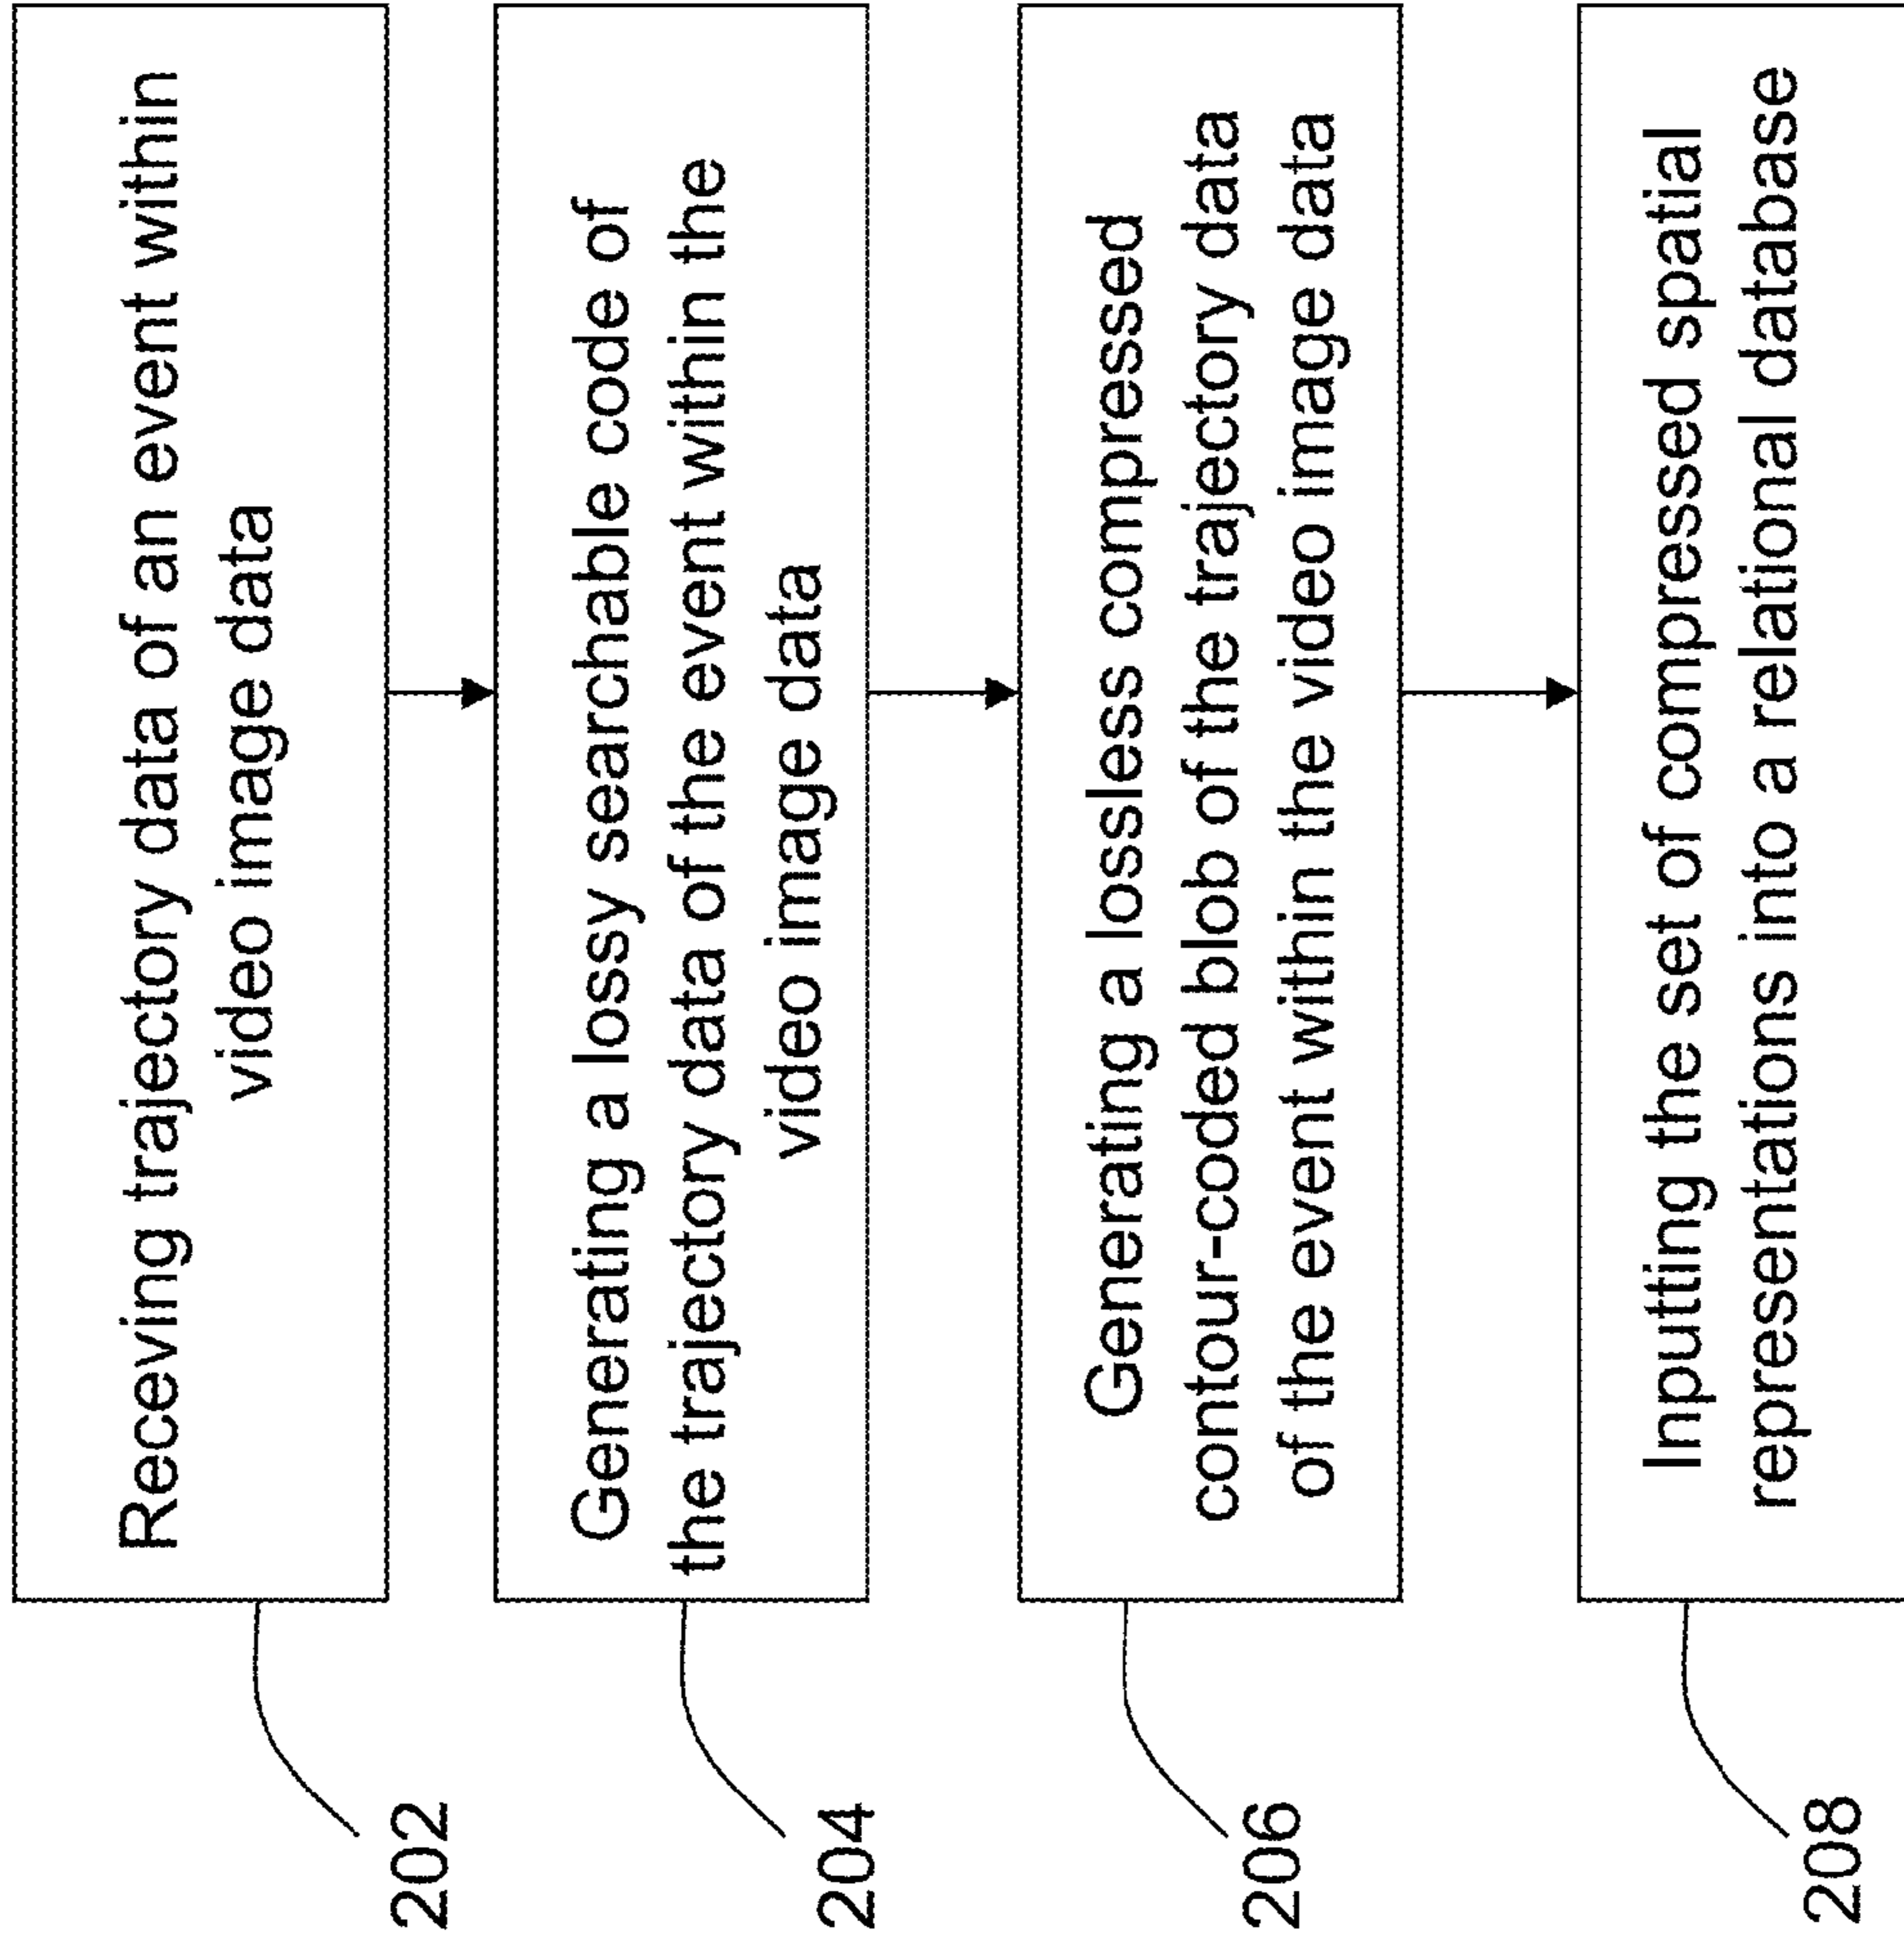 202
Receiving trajectory data of an event within
video image data
204
Generating a lossy searchable code of
the trajectory data of the event within the
video image data
206
Generating a lossless compressed
contour-coded blob of the trajectory data
of the event within the video image data
208
Inputting the set of compressed spatial
representations into a relational database